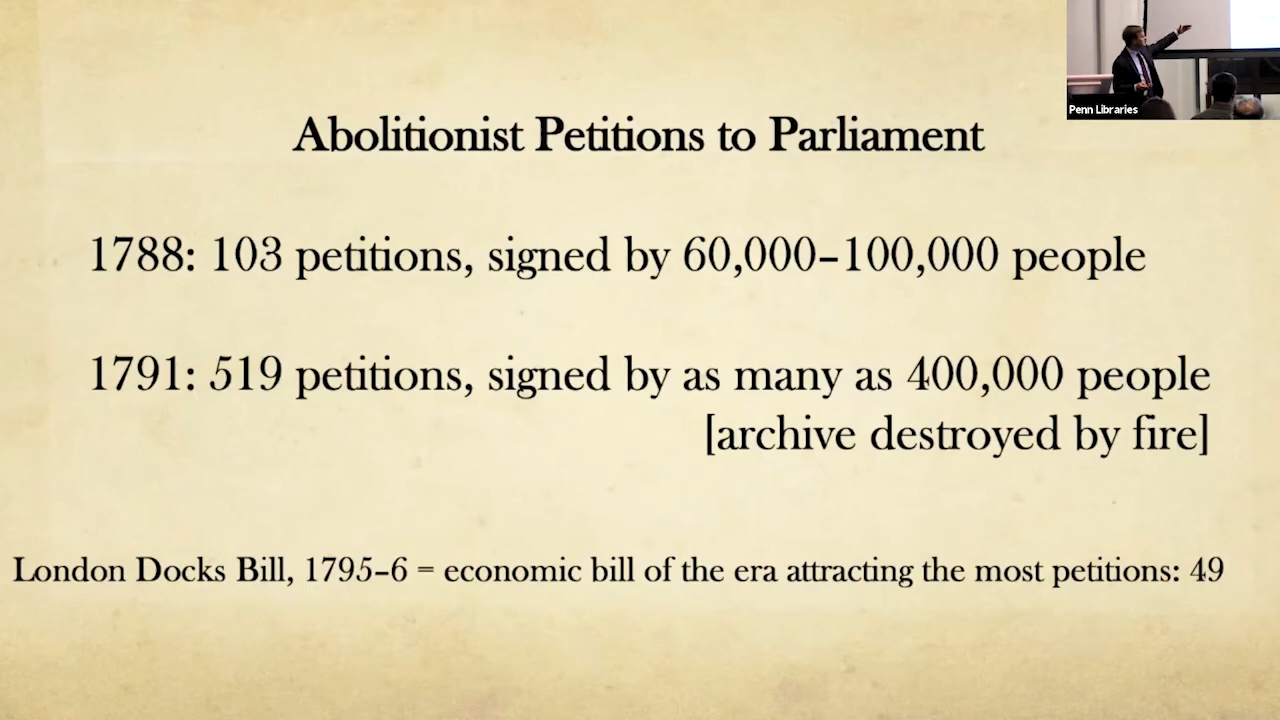 Penn Libraries
Abolitionist Petitions to Parliament
1788: 103 petitions, signed by 60,000–100,000 people
1791: 519 petitions, signed by as many as 400,000 people
[archive destroyed by fire]
London Docks Bill, 1795–6 = economic bill of the era attracting the most petitions: 49